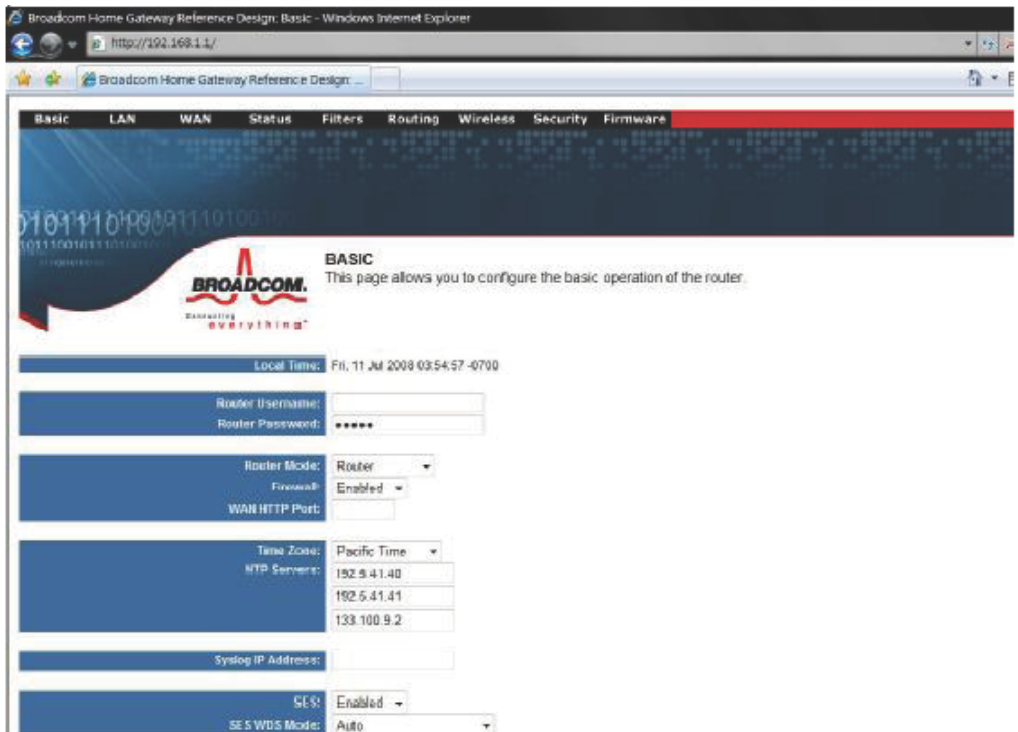 Broadcom Home Gateway Reference Design: Basic - Windows Internet Explorer
http://192.168.1.1/
Broadcom Home Gateway Reference Design: ...
Basic LAN WAN Status Filters Routing Wireless Security Firmware
BROADCOM.
Connecting
everything
BASIC
This page allows you to configure the basic operation of the router.
Local Time: Fri, 11 Jul 2008 03:54:57 -0700
Router Username:
Router Password: •••••
Router Mode: Router
Firewall: Enabled
WAN HTTP Port:
Time Zone: Pacific Time
NTP Servers: 192.5.41.40
192.5.41.41
133.100.9.2
Syslog IP Address:
SES: Enabled
SES WDS Mode: Auto